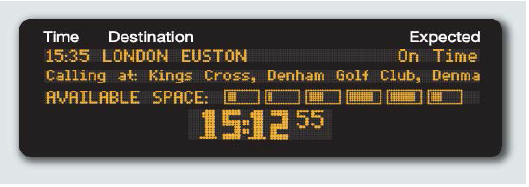 Time Destination Expected
15:35 LONDON EUSTON On Time
Calling at: Kings Cross, Denham Golf Club, Denma
AVAILABLE SPACE:
15:12 55